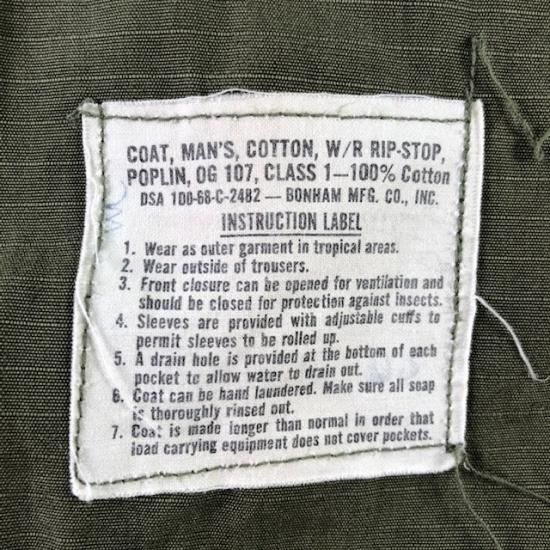 COAT, MAN'S, COTTON, W/R RIP-STOP,
POPLIN, OG 107, CLASS 1—100% Cotton
DSA 100-68-C-2482 — BONHAM MFG. CO., INC.
INSTRUCTION LABEL
1. Wear as outer garment in tropical areas.
2. Wear outside of trousers.
3. Front closure can be opened for ventilation and
should be closed for protection against insects.
4. Sleeves are provided with adjustable cuffs to
permit sleeves to be rolled up.
5. A drain hole is provided at the bottom of each
pocket to allow water to drain out.
6. Coat can be hand laundered. Make sure all soap
is thoroughly rinsed out.
7. Coat is made longer than normal in order that
load carrying equipment does not cover pockets.